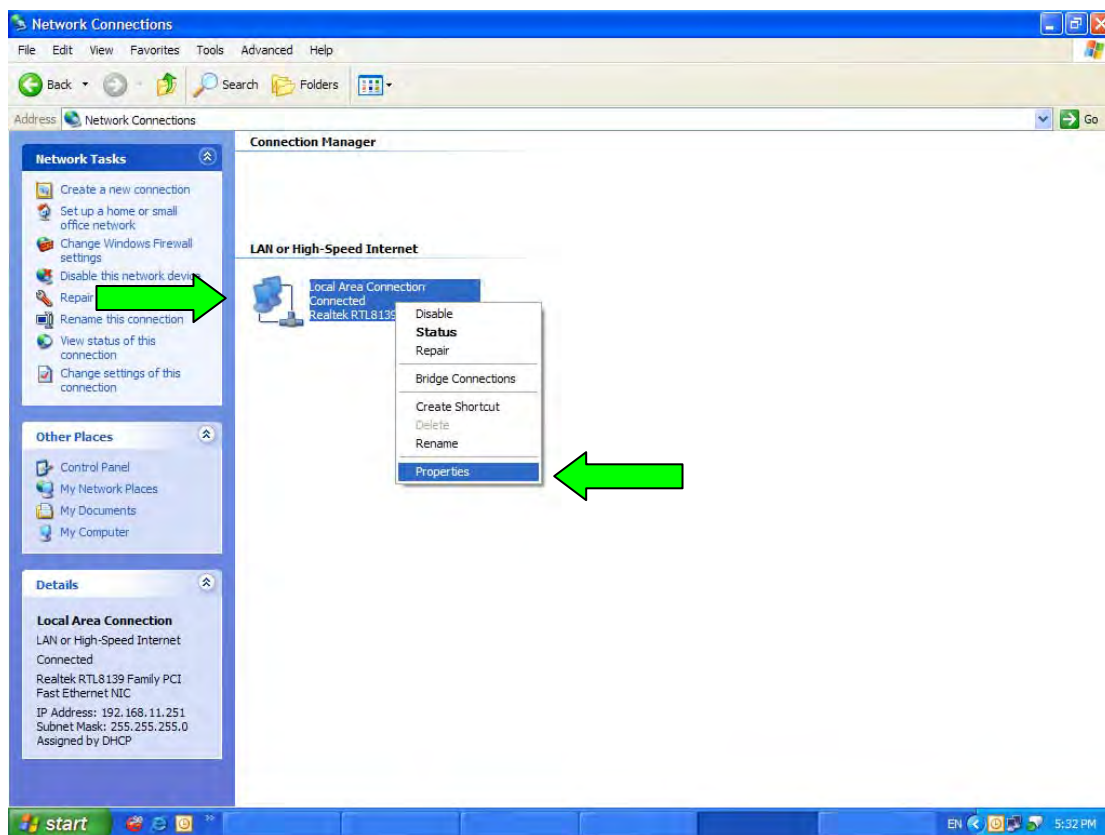 Network Connections
File Edit View Favorites Tools Advanced Help
Back Search Folders
Address Network Connections Go
Network Tasks
Create a new connection
Set up a home or small
office network
Change Windows Firewall
settings
Disable this network device
Repair
Rename this connection
View status of this
connection
Change settings of this
connection
Other Places
Control Panel
My Network Places
My Documents
My Computer
Details
Local Area Connection
LAN or High-Speed Internet
Connected
Realtek RTL8139 Family PCI
Fast Ethernet NIC
IP Address: 192.168.11.251
Subnet Mask: 255.255.255.0
Assigned by DHCP
Connection Manager
LAN or High-Speed Internet
Local Area Connection
Connected
Realtek RTL8139
Disable
Status
Repair
Bridge Connections
Create Shortcut
Delete
Rename
Properties
start EN 5:32 PM